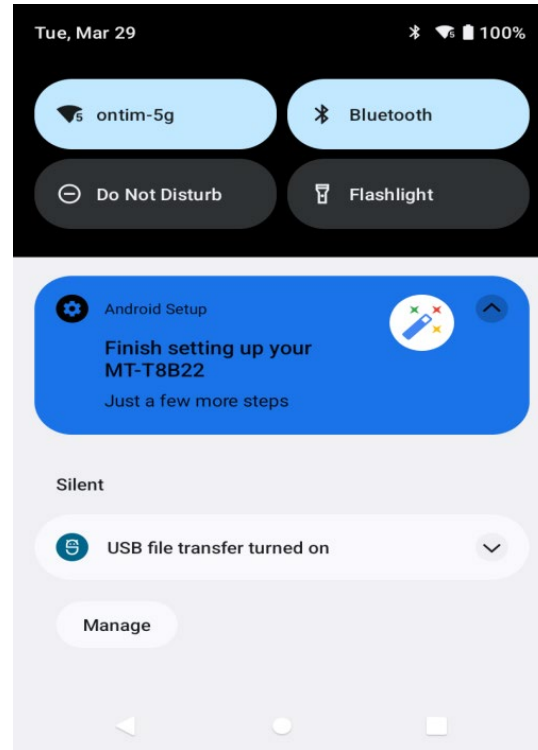 Tue, Mar 29 100%
5 ontim-5g Bluetooth
Do Not Disturb Flashlight
Android Setup
Finish setting up your
MT-T8B22
Just a few more steps
Silent
USB file transfer turned on
Manage